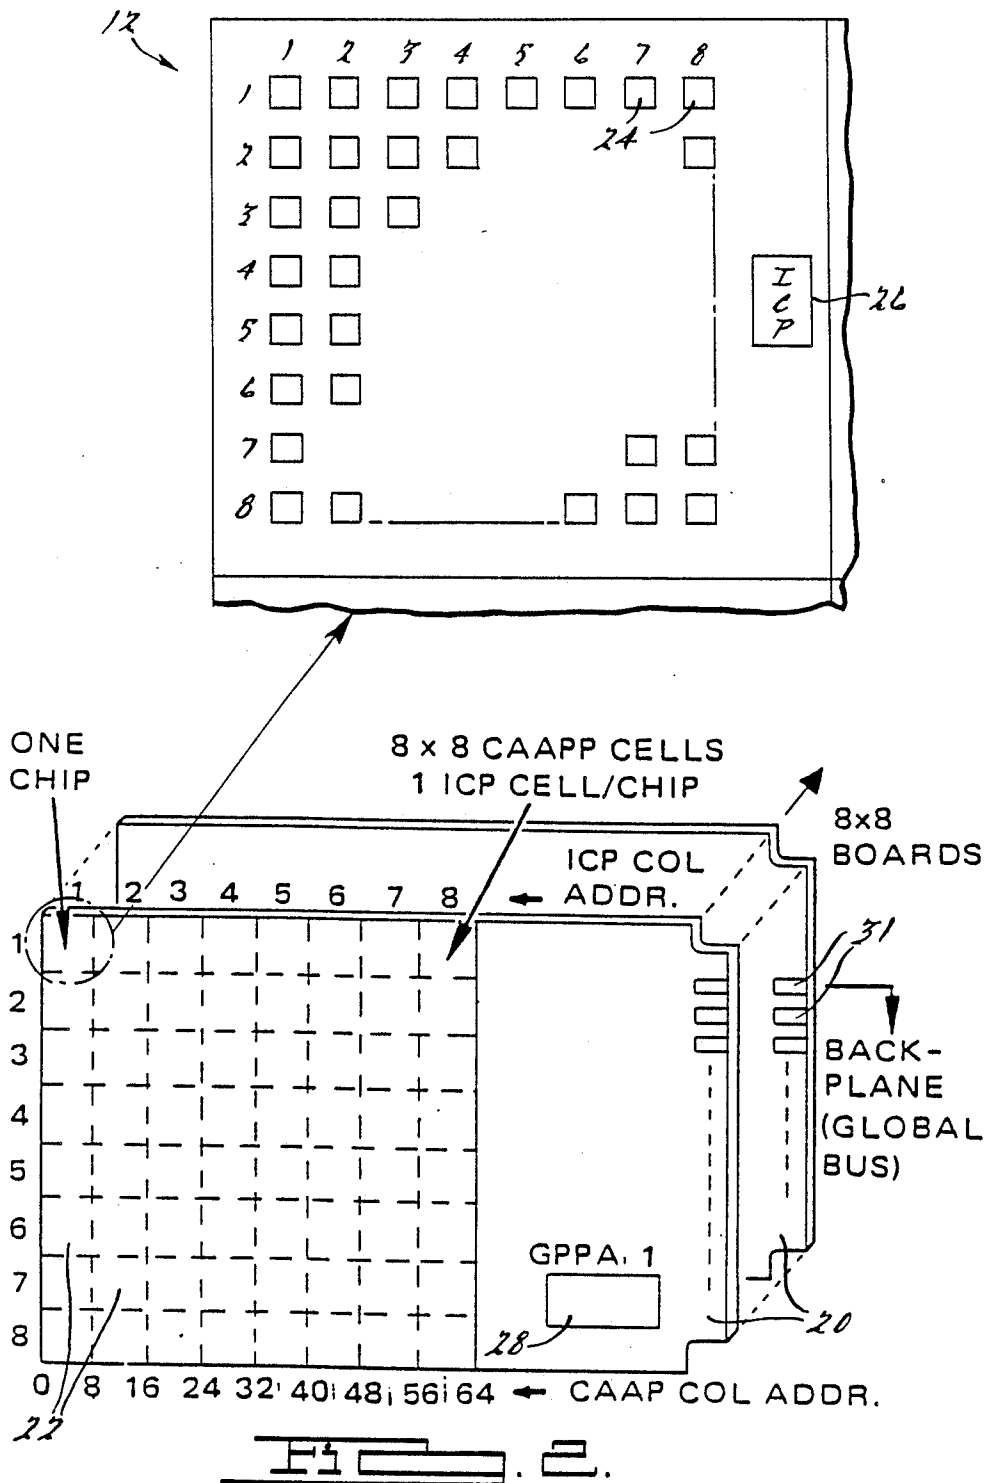 12
1 2 3 4 5 6 7 8
1
24
2
3
4
I
C
P
26
5
6
7
8
ONE
CHIP
8 x 8 CAAPP CELLS
1 ICP CELL/CHIP
8x8
BOARDS
ICP COL
ADDR.
1 2 3 4 5 6 7 8
1
2
3
4
5
6
7
8
31
BACK-
PLANE
(GLOBAL
BUS)
GPPA. 1
28
20
0 8 16 24 32 40 48 56 64
CAAP COL ADDR.
22
Fig. 2.